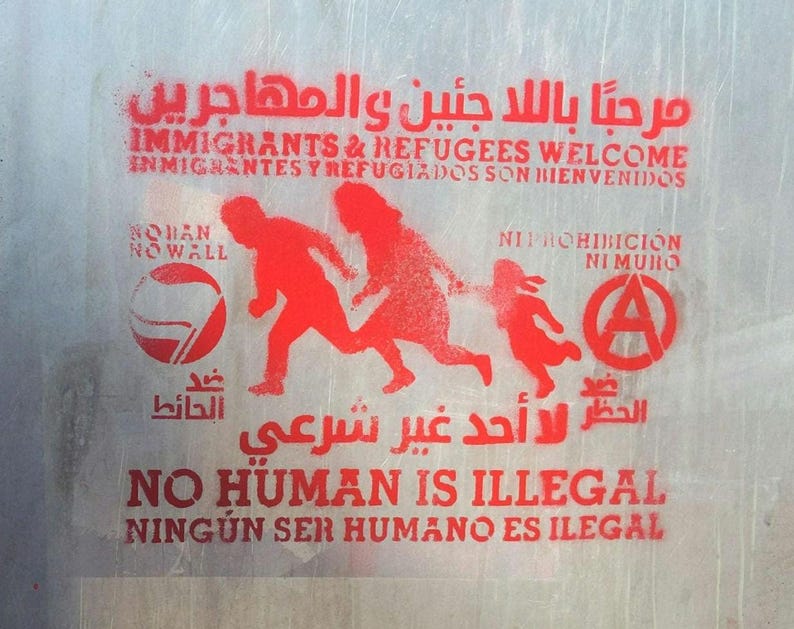 مرحبًا باللاجئين والمهاجرين
IMMIGRANTS & REFUGEES WELCOME
INMIGRANTES Y REFUGIADOS SON BIENVENIDOS
NO BAN
NO WALL
NI PROHIBICIÓN
NI MURO
ضد
الحائط
ضد
الحظر
لا أحد غير شرعي
NO HUMAN IS ILLEGAL
NINGÚN SER HUMANO ES ILEGAL